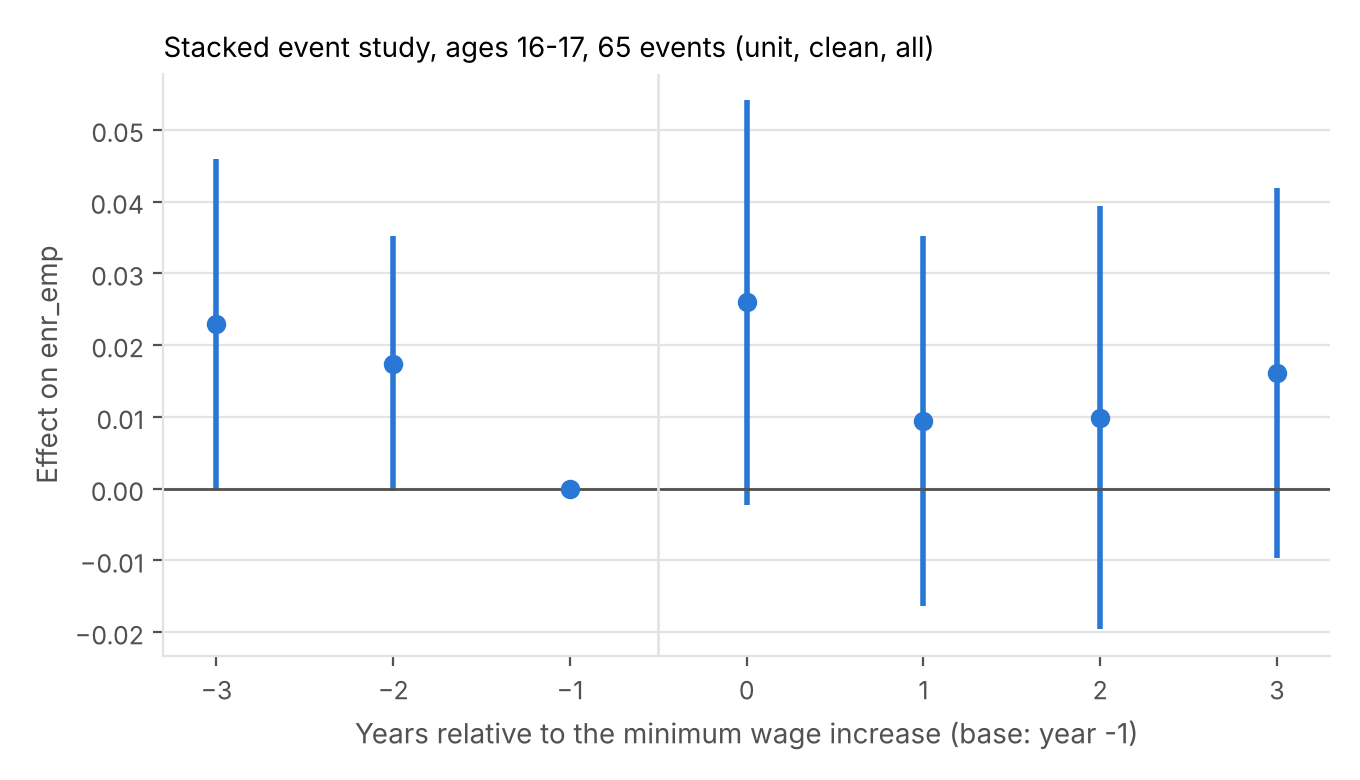 Stacked event study, ages 16-17, 65 events (unit, clean, all)
Effect on enr_emp
0.05
0.04
0.03
0.02
0.01
0.00
−0.01
−0.02
−3 −2 −1 0 1 2 3
Years relative to the minimum wage increase (base: year -1)